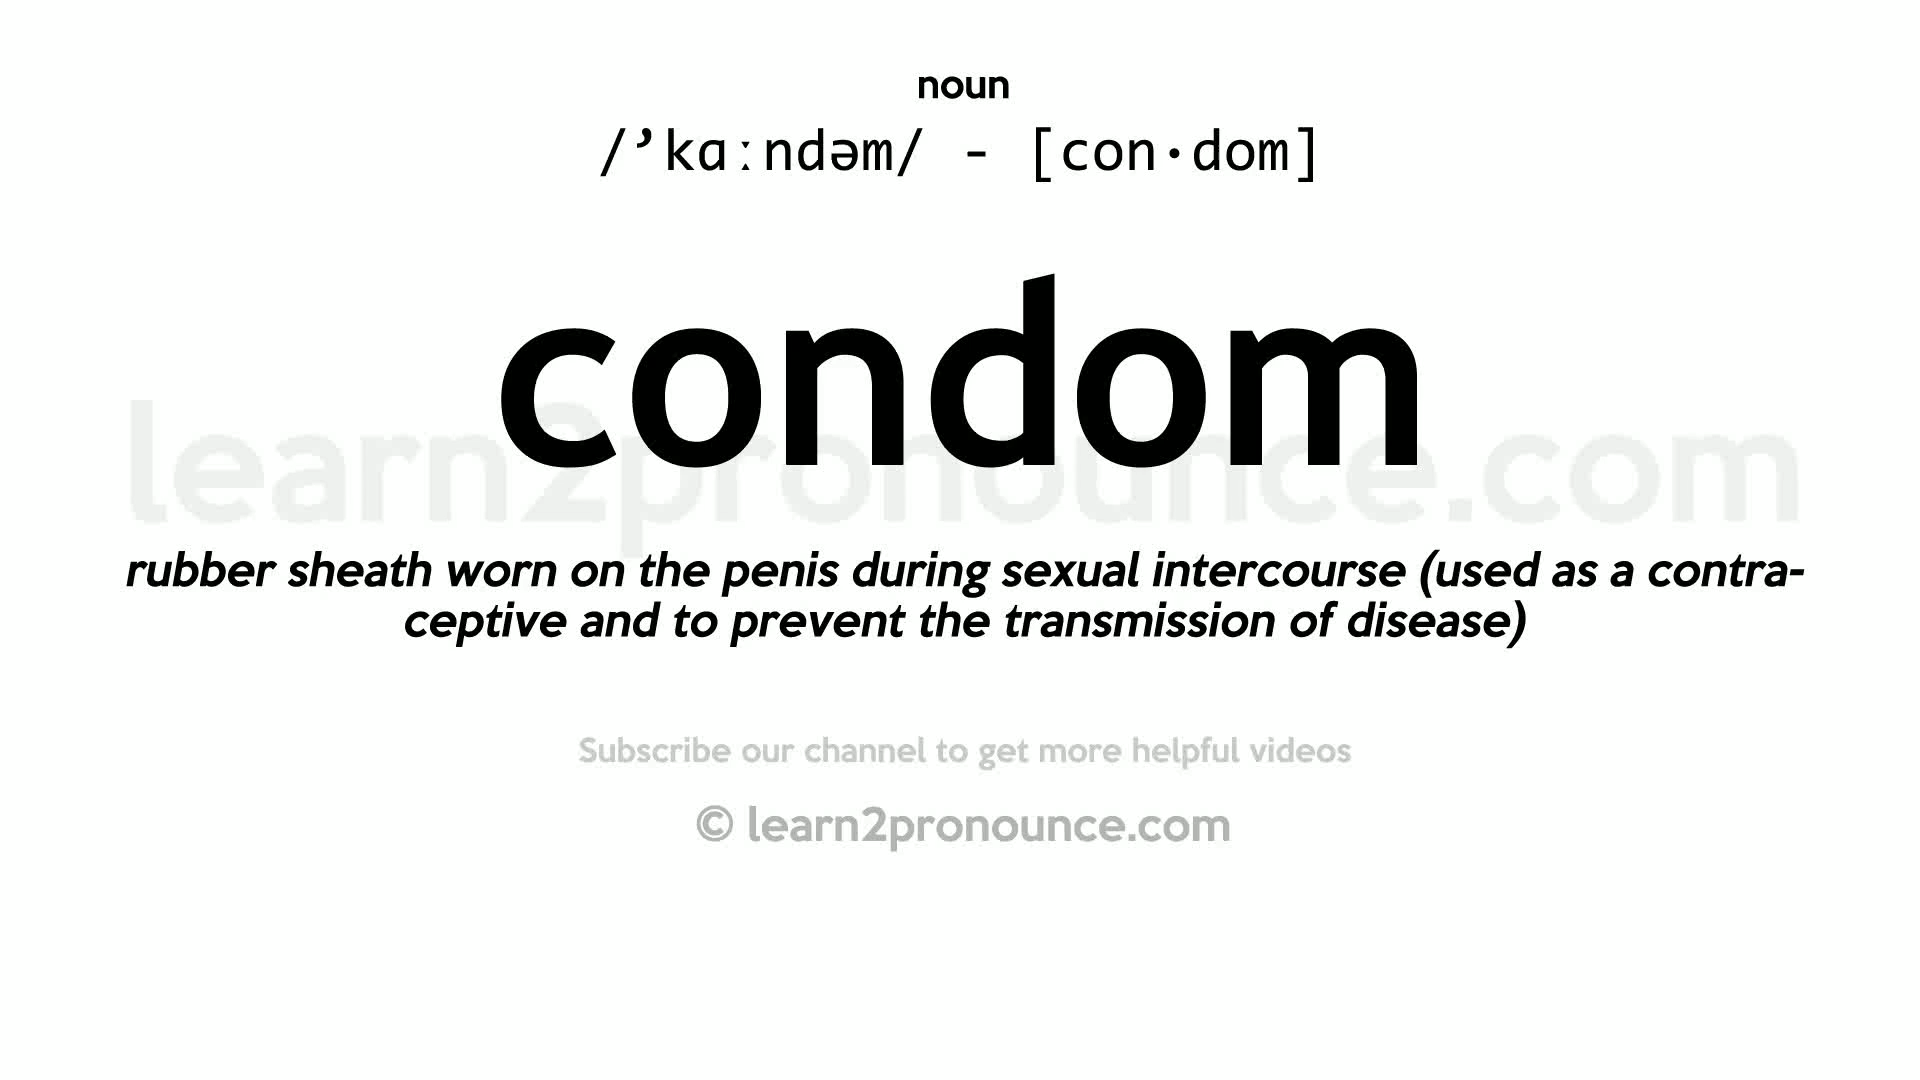 noun
/’kɑːndəm/ - [con·dom]
condom
learn2pronounce.com
rubber sheath worn on the penis during sexual intercourse (used as a contra-
ceptive and to prevent the transmission of disease)
Subscribe our channel to get more helpful videos
© learn2pronounce.com